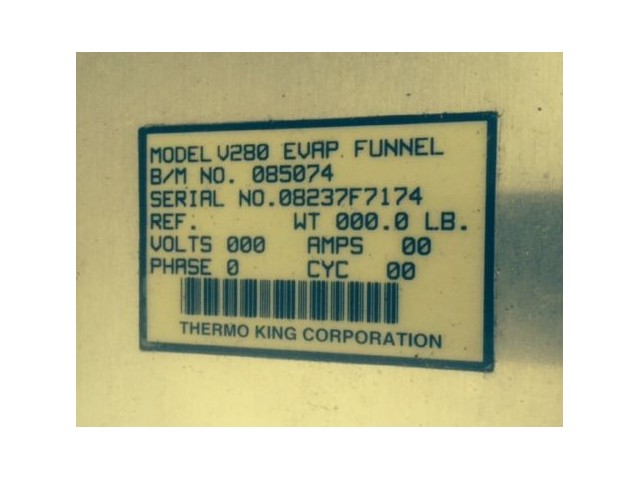 MODEL V280 EVAP FUNNEL
B/M NO. 085074
SERIAL NO.08237F7174
REF. WT 000.0 LB.
VOLTS 000 AMPS 00
PHASE 0 CYC 00
THERMO KING CORPORATION